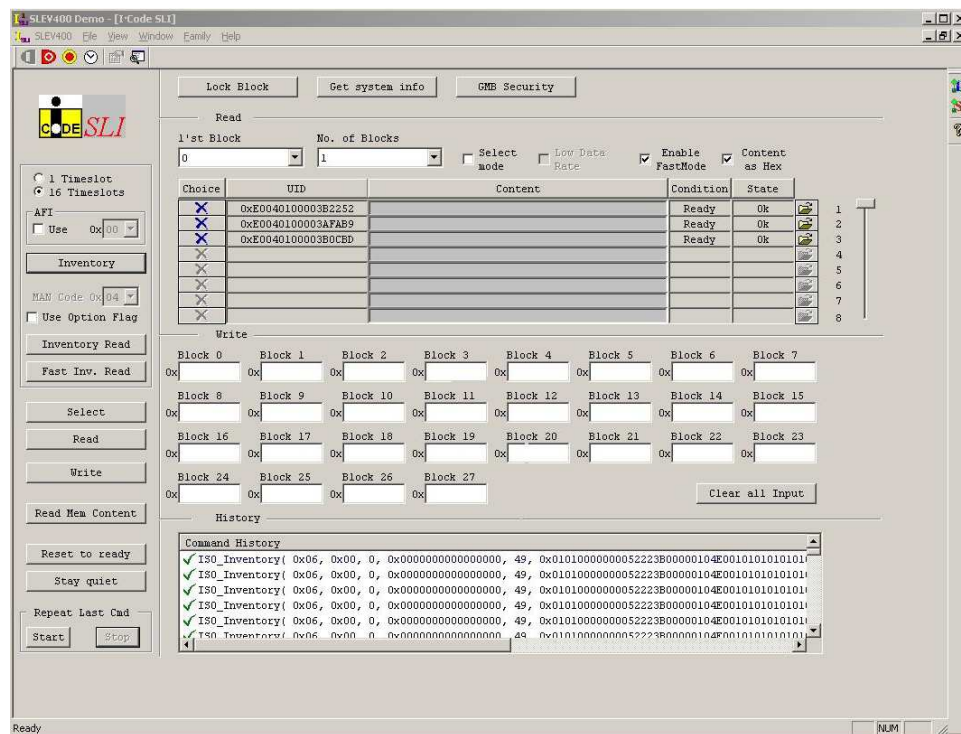 SLEV400 Demo - [I·Code SLI]
SLEV400 File View Window Family Help
Lock Block Get system info GMB Security
i CODE SLI
Read
1'st Block No. of Blocks
0 1 Select mode Low Data Rate Enable FastMode Content as Hex
1 Timeslot
16 Timeslots
AFI
Use 0x 00
Inventory
MAN Code 0x 04
Use Option Flag
Inventory Read
Fast Inv. Read
Select
Read
Write
Read Mem Content
Reset to ready
Stay quiet
Repeat Last Cmd
Start Stop
Choice UID Content Condition State
0xE0040100003B2252 Ready Ok 1
0xE0040100003AFAB9 Ready Ok 2
0xE0040100003B0CBD Ready Ok 3
4
5
6
7
8
Write
Block 0 Block 1 Block 2 Block 3 Block 4 Block 5 Block 6 Block 7
0x 0x 0x 0x 0x 0x 0x 0x
Block 8 Block 9 Block 10 Block 11 Block 12 Block 13 Block 14 Block 15
0x 0x 0x 0x 0x 0x 0x 0x
Block 16 Block 17 Block 18 Block 19 Block 20 Block 21 Block 22 Block 23
0x 0x 0x 0x 0x 0x 0x 0x
Block 24 Block 25 Block 26 Block 27
0x 0x 0x 0x
Clear all Input
History
Command History
ISO_Inventory( 0x06, 0x00, 0, 0x0000000000000000, 49,
ISO_Inventory( 0x06, 0x00, 0, 0x0000000000000000, 49,
ISO_Inventory( 0x06, 0x00, 0, 0x0000000000000000, 49,
ISO_Inventory( 0x06, 0x00, 0, 0x0000000000000000, 49,
ISO_Inventory( 0x06, 0x00, 0, 0x0000000000000000, 49,
ISO_Inventory( 0x06, 0x00, 0, 0x0000000000000000, 49,
Ready NUM